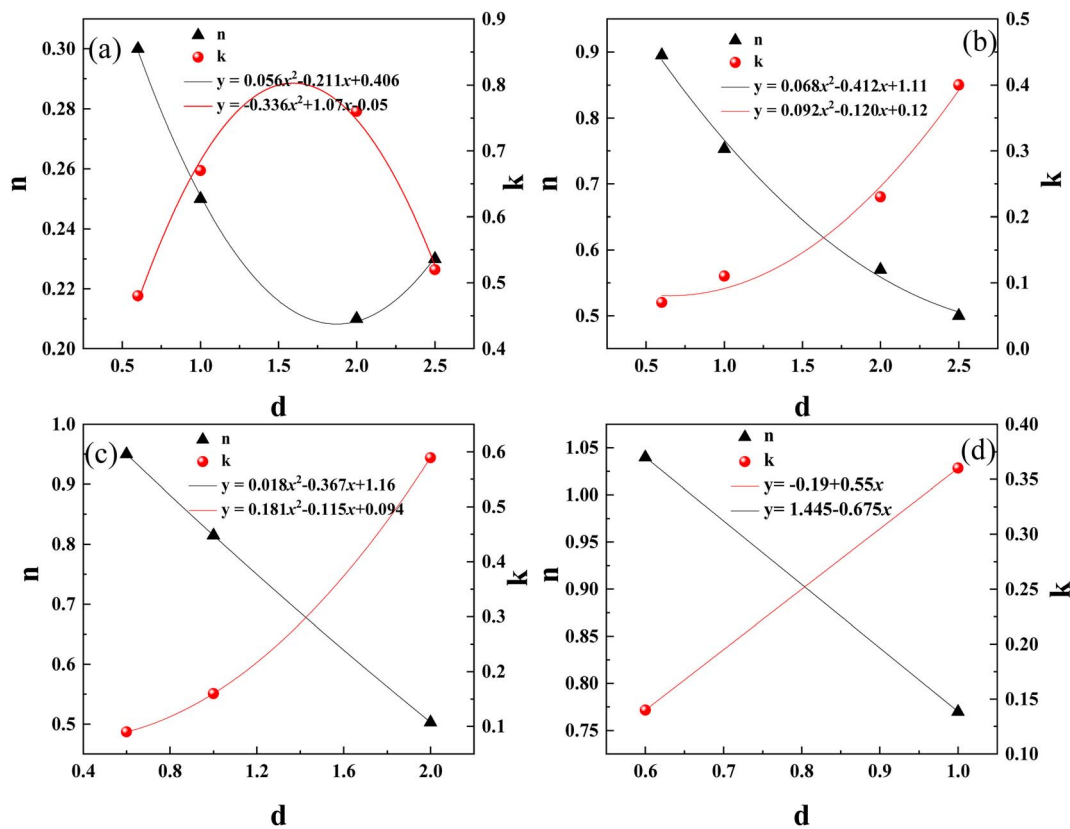 (a)
n
k
y = 0.056x²-0.211x+0.406
y = -0.336x²+1.07x-0.05
0.30
0.28
0.26
0.24
0.22
0.20
n
0.9
0.8
0.7
0.6
0.5
0.4
k
0.5 1.0 1.5 2.0 2.5
d
(b)
n
k
y = 0.068x²-0.412x+1.11
y = 0.092x²-0.120x+0.12
0.9
0.8
0.7
0.6
0.5
n
0.5
0.4
0.3
0.2
0.1
0.0
k
0.5 1.0 1.5 2.0 2.5
d
(c)
n
k
y = 0.018x²-0.367x+1.16
y = 0.181x²-0.115x+0.094
1.0
0.9
0.8
0.7
0.6
0.5
n
0.6
0.5
0.3
0.2
0.1
k
0.4 0.8 1.2 1.6 2.0
d
(d)
n
k
y= -0.19+0.55x
y= 1.445-0.675x
1.05
1.00
0.95
0.90
0.85
0.80
0.75
n
0.40
0.35
0.30
0.25
0.20
0.15
0.10
k
0.6 0.7 0.8 0.9 1.0
d